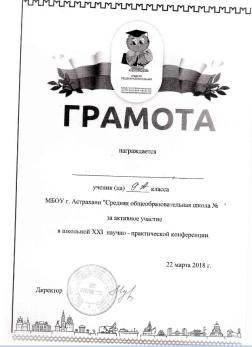 ГРАМОТА
награждается
ученик (ца) 9 А класса
МБОУ г. Астрахани "Средняя общеобразовательная школа №
за активное участие
в школьной XXI научно - практической конференции
22 марта 2018 г.
Директор